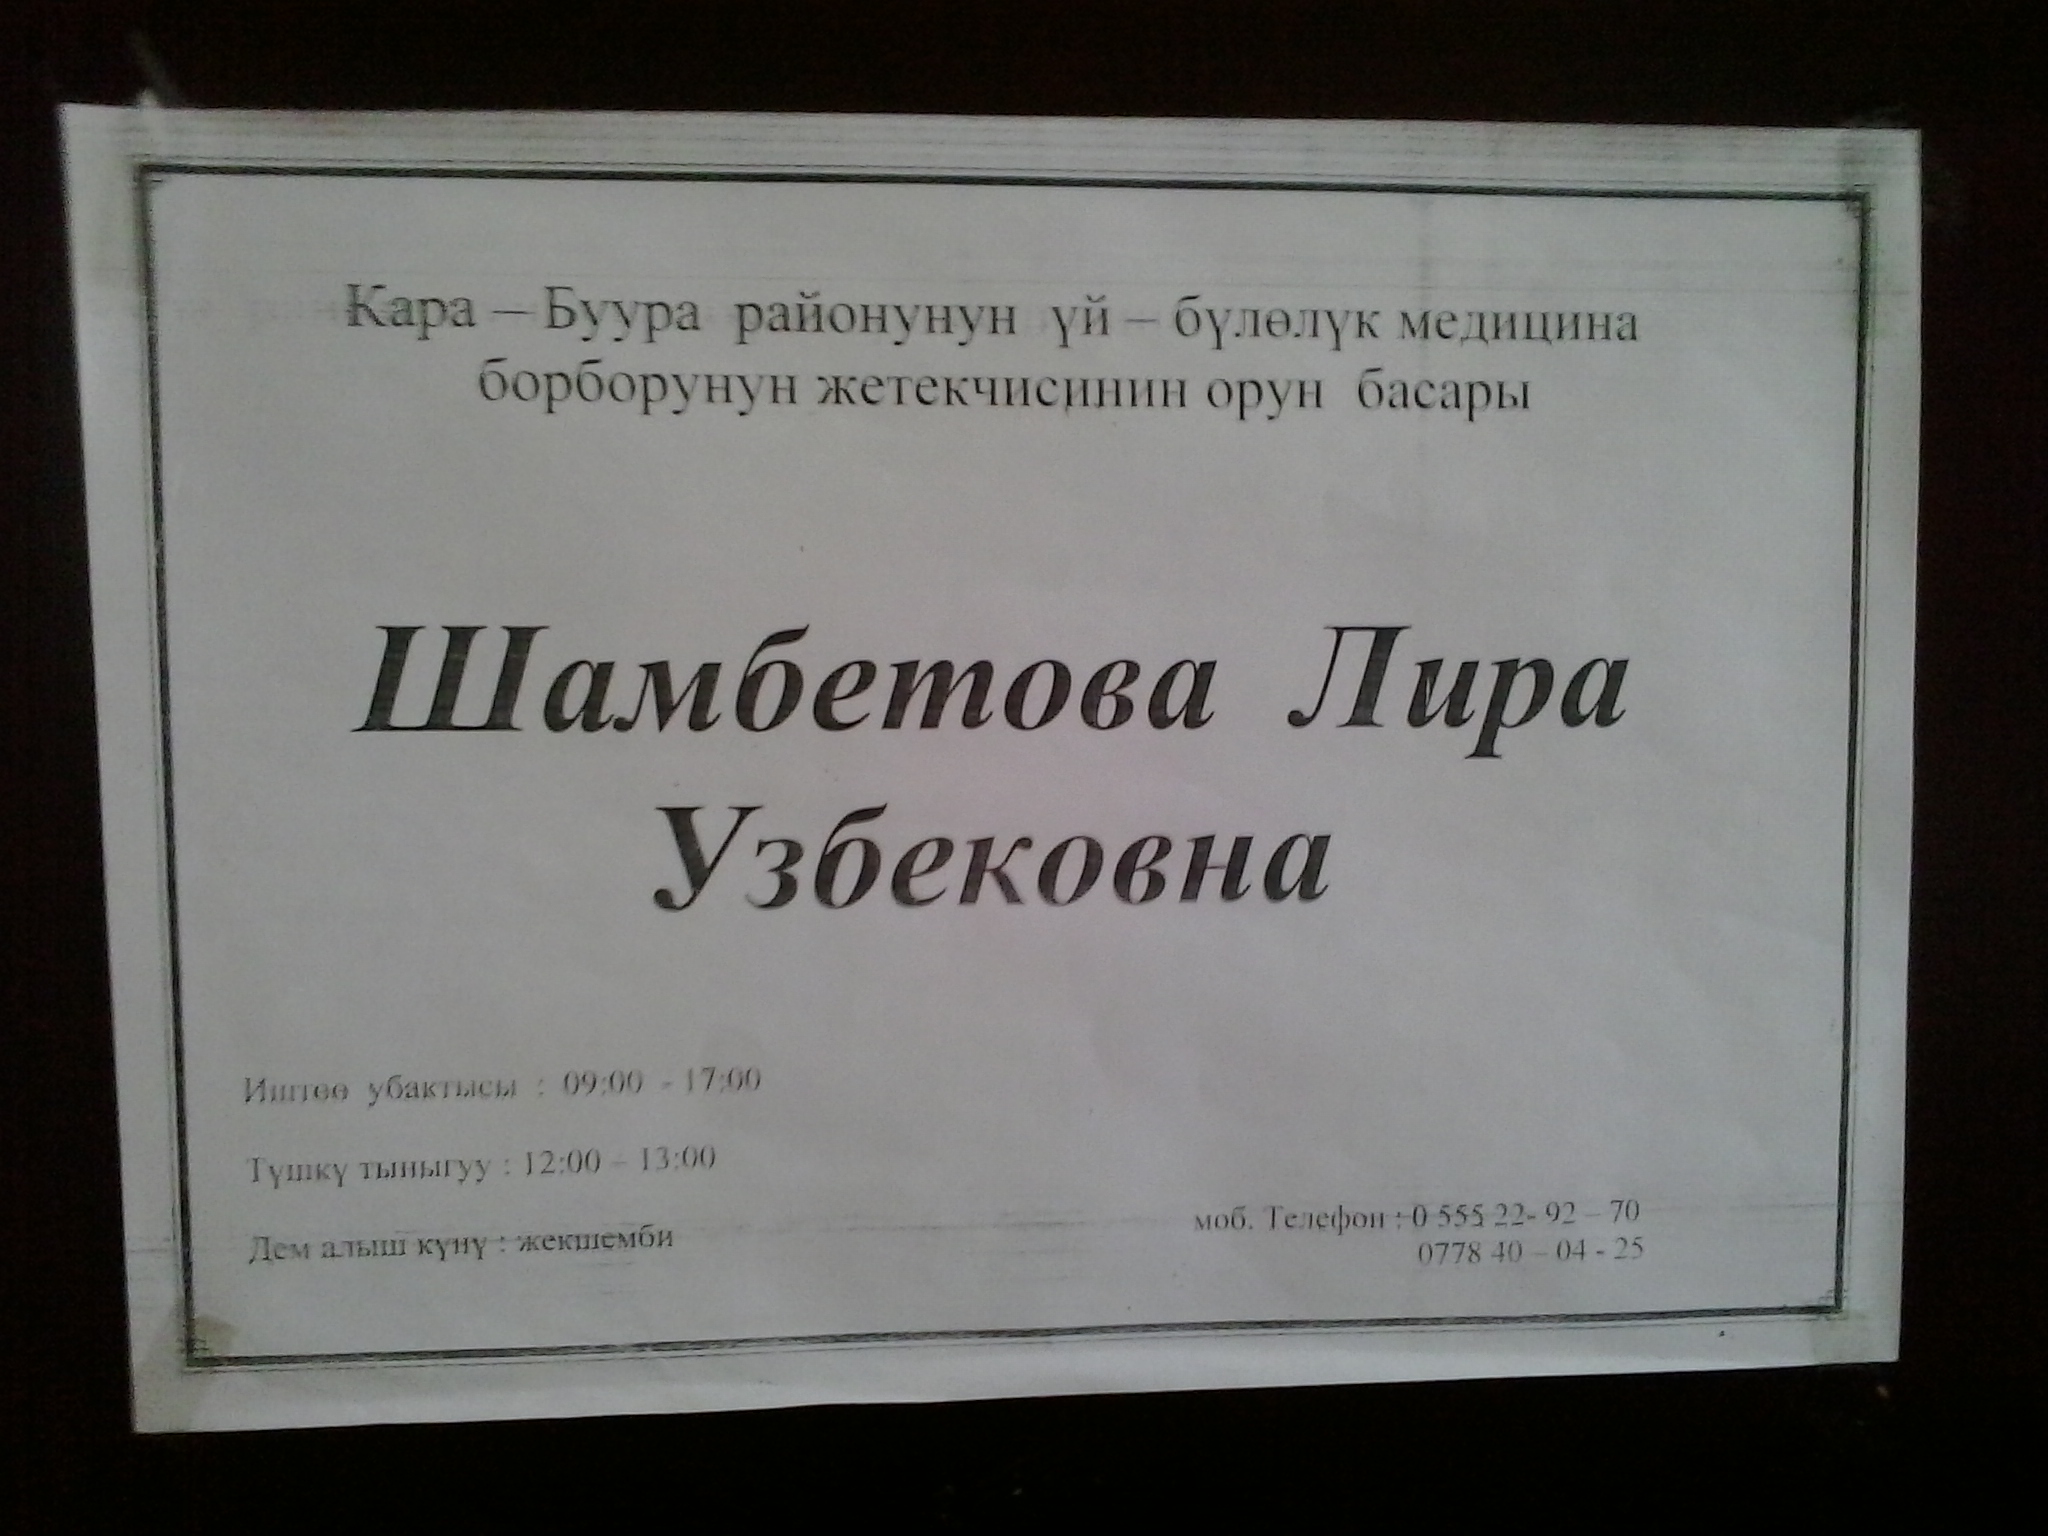 Кара – Буура районунун үй – бүлөлүк медицина
борборунун жетекчисинин орун басары
Шамбетова Лира
Узбековна
Иштөө убактысы : 09:00 - 17:00
Түшкү тыныгуу : 12:00 – 13:00
Дем алыш күнү : жекшемби
моб. Телефон : 0 555 22- 92 – 70
0778 40 – 04 - 25